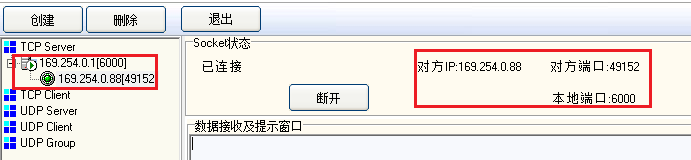 创建 删除 退出
TCP Server
169.254.0.1[6000]
169.254.0.88[49152
TCP Client
UDP Server
UDP Client
UDP Group
Socket状态
已连接 对方IP:169.254.0.88 对方端口:49152
断开 本地端口:6000
数据接收及提示窗口